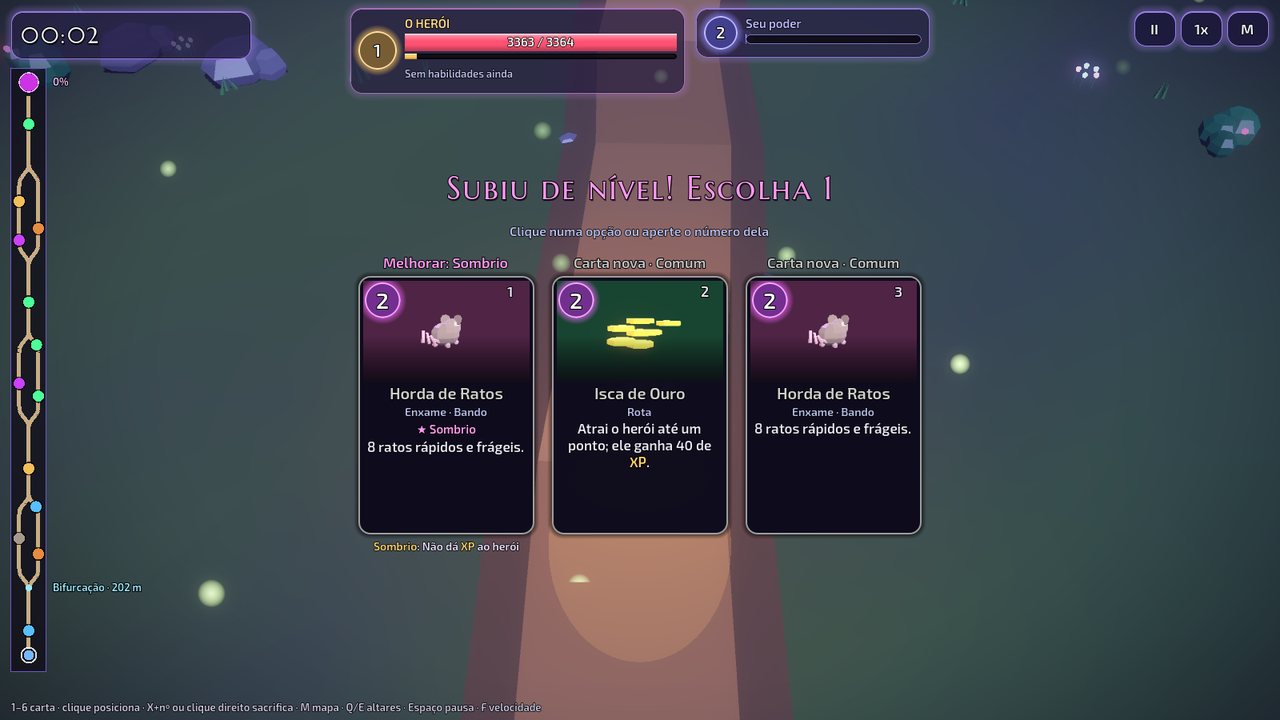 00:02
1
O HERÓI
3363 / 3364
Sem habilidades ainda
2
Seu poder
II
1x
M
0%
Subiu de nível! Escolha 1
Clique numa opção ou aperte o número dela
Melhorar: Sombrio
2
1
Horda de Ratos
Enxame · Bando
★ Sombrio
8 ratos rápidos e frágeis.
Sombrio: Não dá XP ao herói
Carta nova · Comum
2
2
Isca de Ouro
Rota
Atrai o herói até um
ponto; ele ganha 40 de
XP.
Carta nova · Comum
2
3
Horda de Ratos
Enxame · Bando
8 ratos rápidos e frágeis.
Bifurcação · 202 m
1–6 carta · clique posiciona · X+nº ou clique direito sacrifica · M mapa · Q/E altares · Espaço pausa · F velocidade